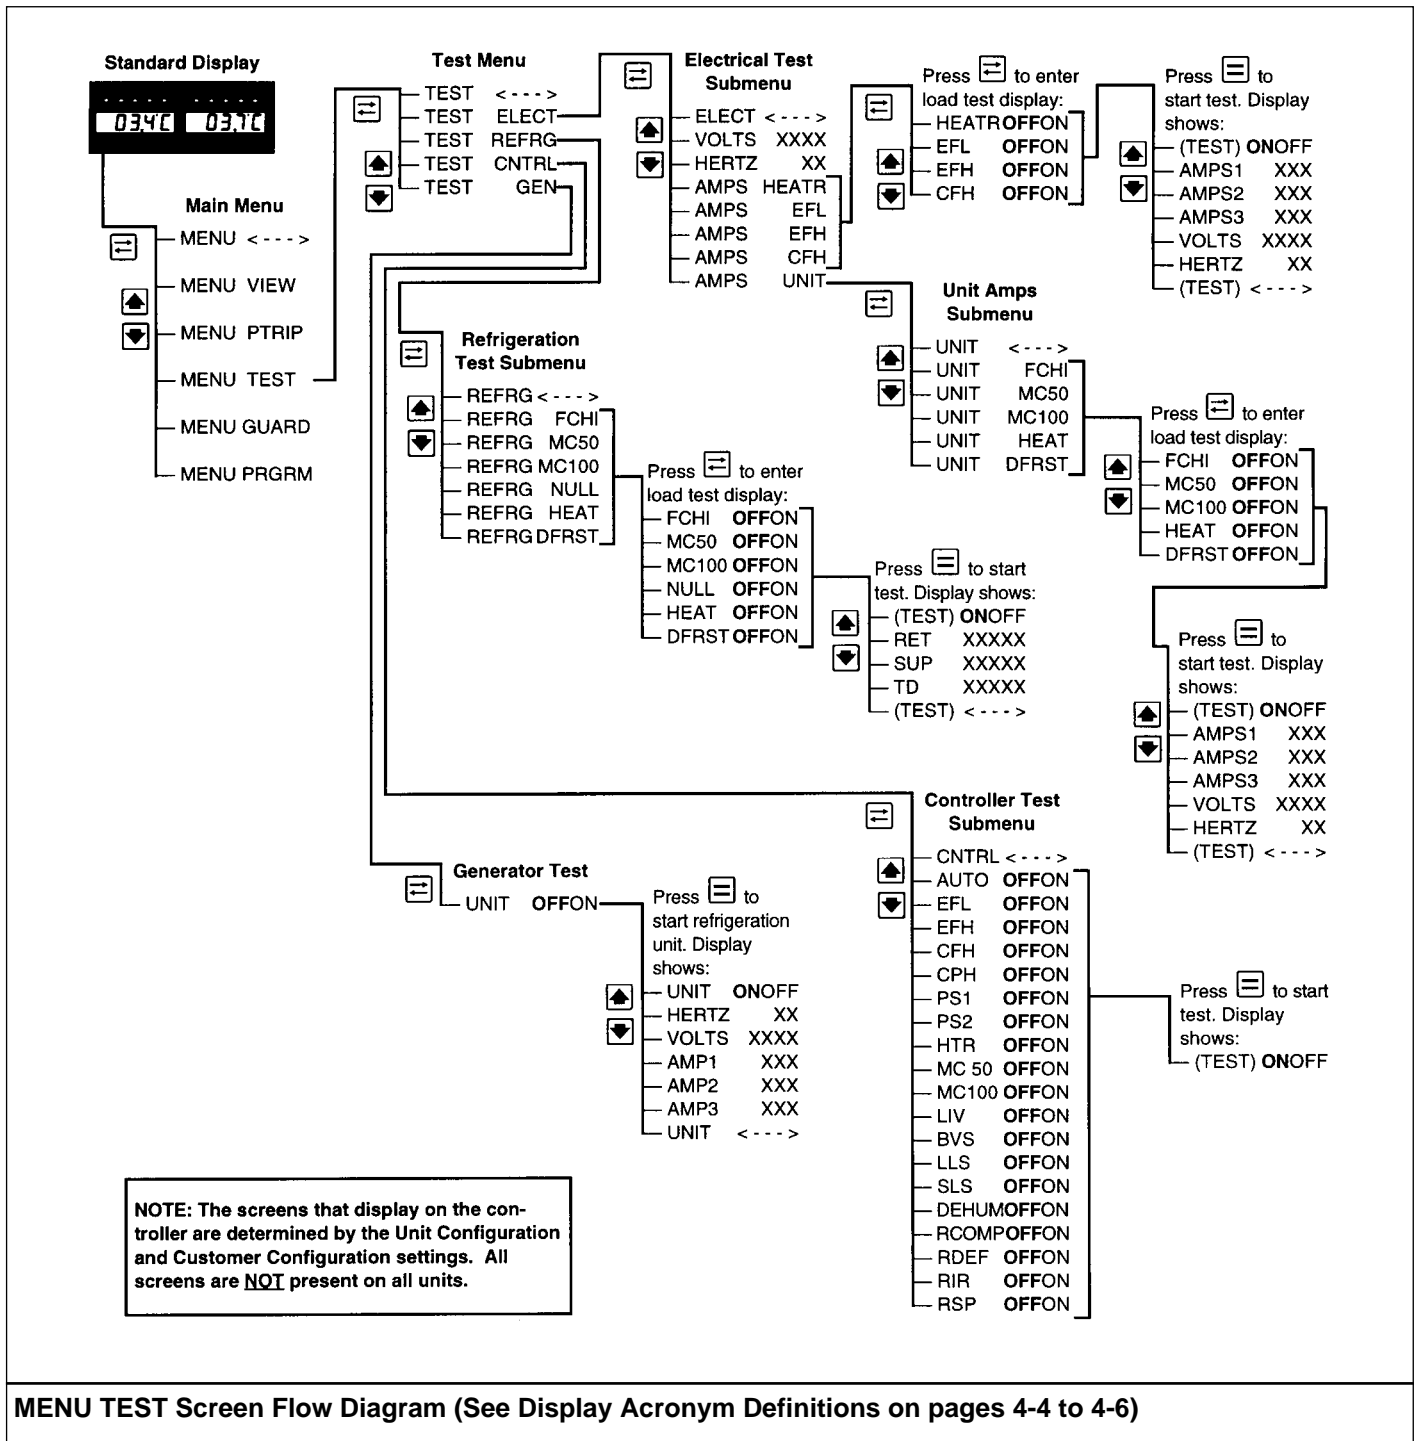 Standard Display
03.4'C 03.7'C
Main Menu
MENU < - - - >
MENU VIEW
MENU PTRIP
MENU TEST
MENU GUARD
MENU PRGRM
Test Menu
TEST < - - - >
TEST ELECT
TEST REFRG
TEST CNTRL
TEST GEN
Electrical Test
Submenu
ELECT < - - - >
VOLTS XXXX
HERTZ XX
AMPS HEATR
AMPS EFL
AMPS EFH
AMPS CFH
AMPS UNIT
Press to enter
load test display:
HEATR OFFON
EFL OFFON
EFH OFFON
CFH OFFON
Press to
start test. Display
shows:
(TEST) ONOFF
AMPS1 XXX
AMPS2 XXX
AMPS3 XXX
VOLTS XXXX
HERTZ XX
(TEST) < - - - >
Unit Amps
Submenu
UNIT < - - - >
UNIT FCHI
UNIT MC50
UNIT MC100
UNIT HEAT
UNIT DFRST
Press to enter
load test display:
FCHI OFFON
MC50 OFFON
MC100 OFFON
HEAT OFFON
DFRST OFFON
Press to
start test. Display
shows:
(TEST) ONOFF
AMPS1 XXX
AMPS2 XXX
AMPS3 XXX
VOLTS XXXX
HERTZ XX
(TEST) < - - - >
Refrigeration
Test Submenu
REFRG < - - - >
REFRG FCHI
REFRG MC50
REFRG MC100
REFRG NULL
REFRG HEAT
REFRG DFRST
Press to enter
load test display:
FCHI OFFON
MC50 OFFON
MC100 OFFON
NULL OFFON
HEAT OFFON
DFRST OFFON
Press to start
test. Display shows:
(TEST) ONOFF
RET XXXXX
SUP XXXXX
TD XXXXX
(TEST) < - - - >
Controller Test
Submenu
CNTRL < - - - >
AUTO OFFON
EFL OFFON
EFH OFFON
CFH OFFON
CPH OFFON
PS1 OFFON
PS2 OFFON
HTR OFFON
MC 50 OFFON
MC100 OFFON
LIV OFFON
BVS OFFON
LLS OFFON
SLS OFFON
DEHUMOFFON
RCOMPOFFON
RDEF OFFON
RIR OFFON
RSP OFFON
Press to start
test. Display
shows:
(TEST) ONOFF
Generator Test
UNIT OFFON
Press to
start refrigeration
unit. Display
shows:
UNIT ONOFF
HERTZ XX
VOLTS XXXX
AMP1 XXX
AMP2 XXX
AMP3 XXX
UNIT < - - - >
NOTE: The screens that display on the con-
troller are determined by the Unit Configuration
and Customer Configuration settings. All
screens are NOT present on all units.
MENU TEST Screen Flow Diagram (See Display Acronym Definitions on pages 4-4 to 4-6)